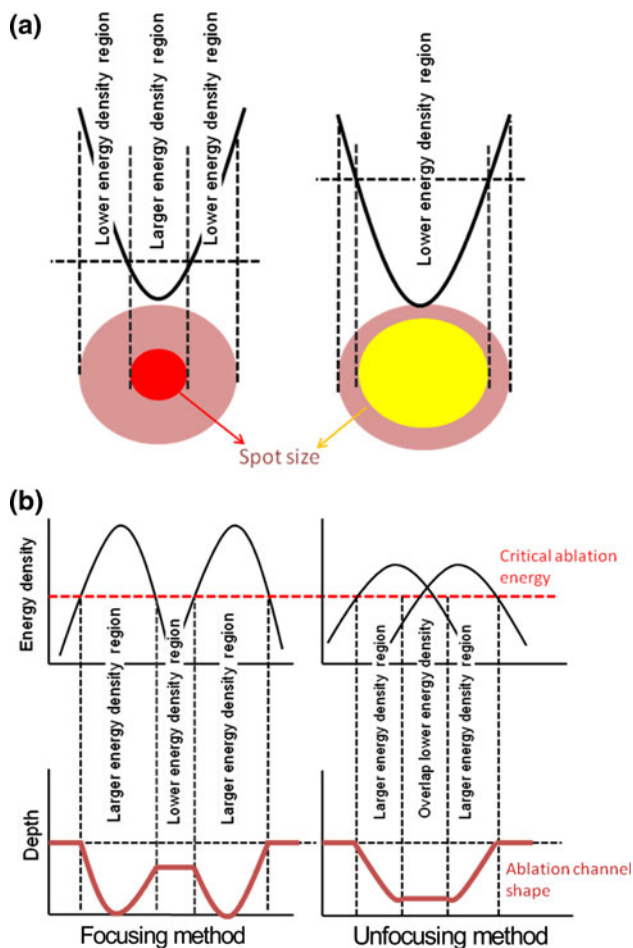 (a)
Lower energy density region
Larger energy density region
Lower energy density region
Lower energy density region
Spot size
(b)
Energy density
Critical ablation
energy
Larger energy density region
Lower energy density region
Larger energy density region
Larger energy density region
Overlap lower energy density
Larger energy density region
Depth
Ablation channel
shape
Focusing method
Unfocusing method